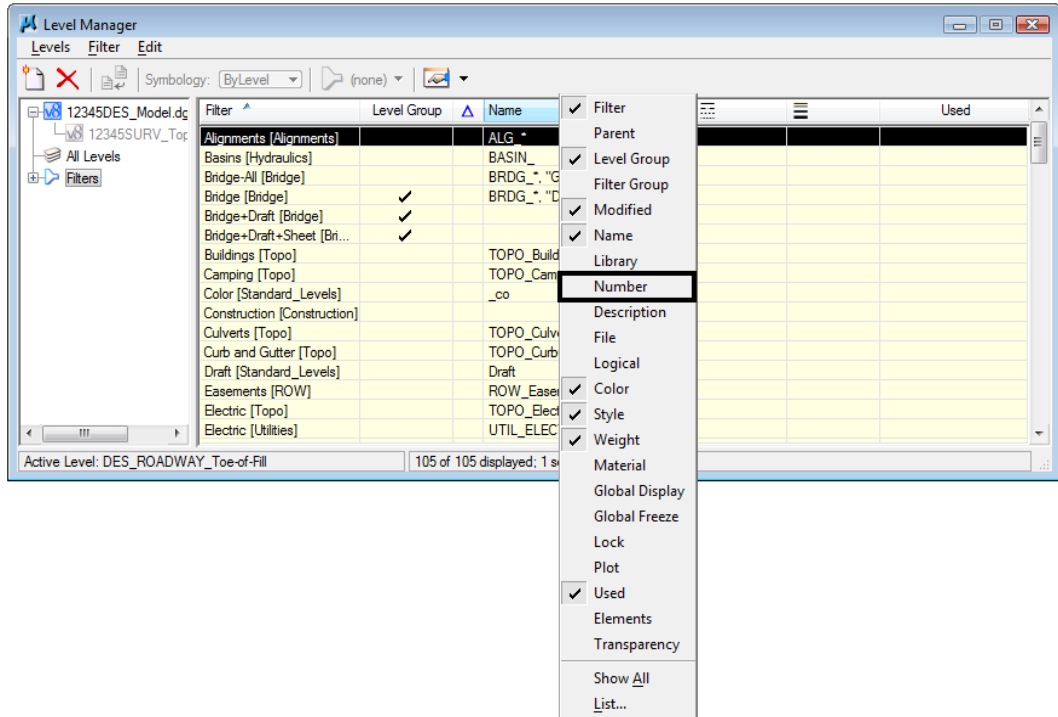 Level Manager
Levels Filter Edit
Symbology: ByLevel (none)
12345DES_Model.dg
12345SURV_Top
All Levels
Filters
Filter Level Group Δ Name Used
Alignments [Alignments] ALG_*
Basins [Hydraulics] BASIN_
Bridge-All [Bridge] BRDG_*, "G
Bridge [Bridge] ✓ BRDG_*, "D
Bridge+Draft [Bridge] ✓
Bridge+Draft+Sheet [Bri... ✓
Buildings [Topo] TOPO_Build
Camping [Topo] TOPO_Cam
Color [Standard_Levels] _co
Construction [Construction]
Culverts [Topo] TOPO_Culv
Curb and Gutter [Topo] TOPO_Curb
Draft [Standard_Levels] Draft
Easements [ROW] ROW_Easer
Electric [Topo] TOPO_Elect
Electric [Utilities] UTIL_ELEC
Active Level: DES_ROADWAY_Toe-of-Fill 105 of 105 displayed; 1 s
✓ Filter
Parent
✓ Level Group
Filter Group
✓ Modified
✓ Name
Library
Number
Description
File
Logical
✓ Color
✓ Style
✓ Weight
Material
Global Display
Global Freeze
Lock
Plot
✓ Used
Elements
Transparency
Show All
List...